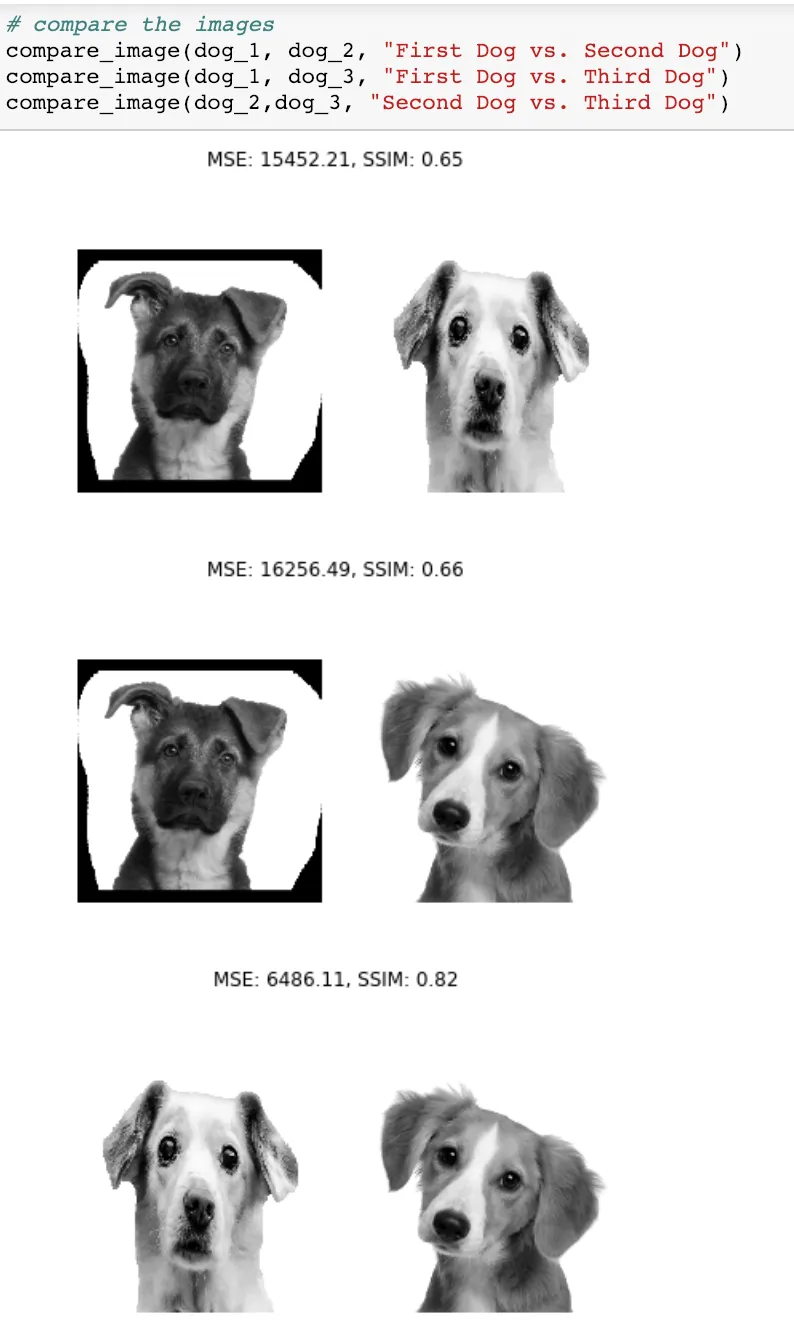 # compare the images
compare_image(dog_1, dog_2, "First Dog vs. Second Dog")
compare_image(dog_1, dog_3, "First Dog vs. Third Dog")
compare_image(dog_2,dog_3, "Second Dog vs. Third Dog")
MSE: 15452.21, SSIM: 0.65
MSE: 16256.49, SSIM: 0.66
MSE: 6486.11, SSIM: 0.82